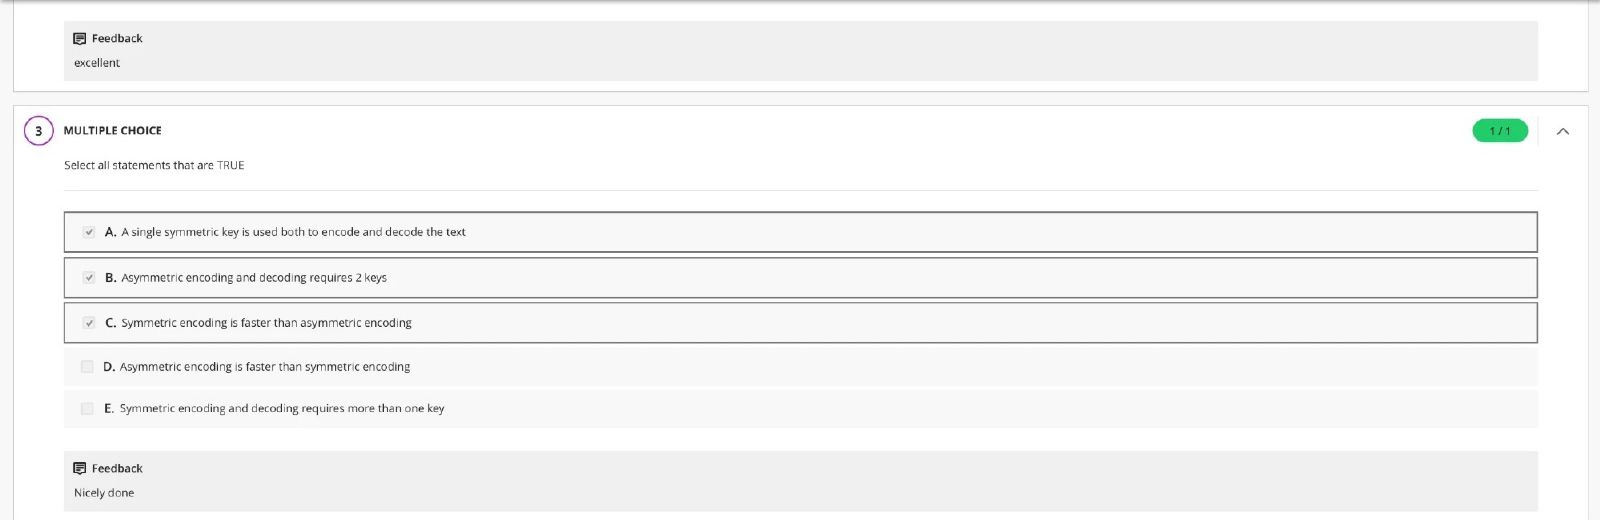 Feedback
excellent
3 MULTIPLE CHOICE 1 / 1
Select all statements that are TRUE
A. A single symmetric key is used both to encode and decode the text
B. Asymmetric encoding and decoding requires 2 keys
C. Symmetric encoding is faster than asymmetric encoding
D. Asymmetric encoding is faster than symmetric encoding
E. Symmetric encoding and decoding requires more than one key
Feedback
Nicely done